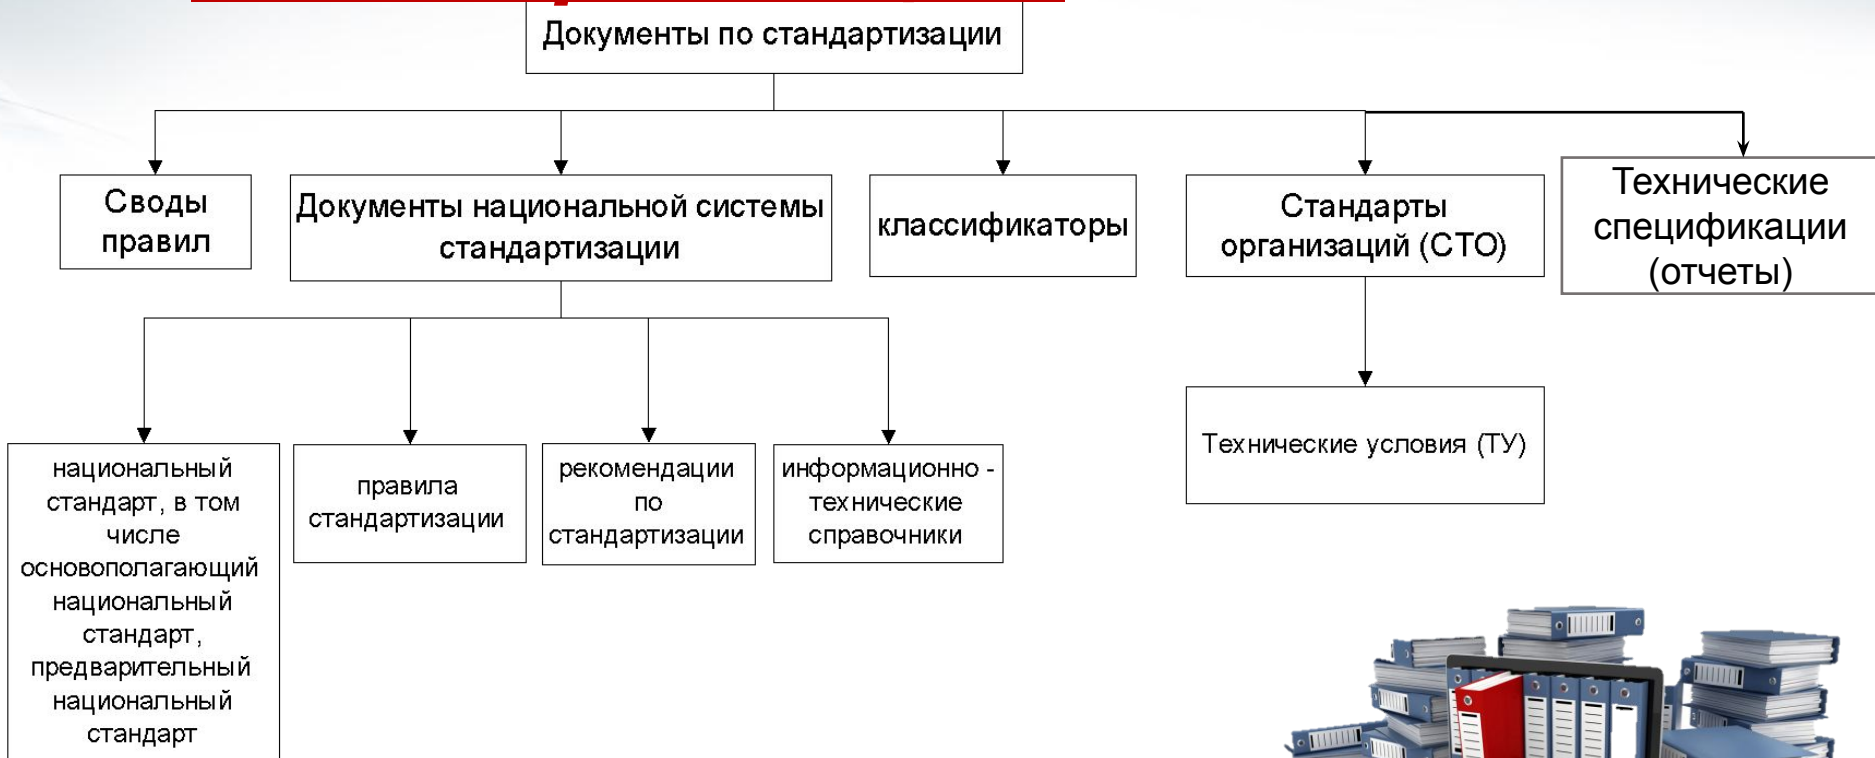 Документы по стандартизации
Своды
правил
Документы национальной системы
стандартизации
классификаторы
Стандарты
организаций (СТО)
Технические
спецификации
(отчеты)
национальный
стандарт, в том
числе
основополагающий
национальный
стандарт,
предварительный
национальный
стандарт
правила
стандартизации
рекомендации
по
стандартизации
информационно -
технические
справочники
Технические условия (ТУ)